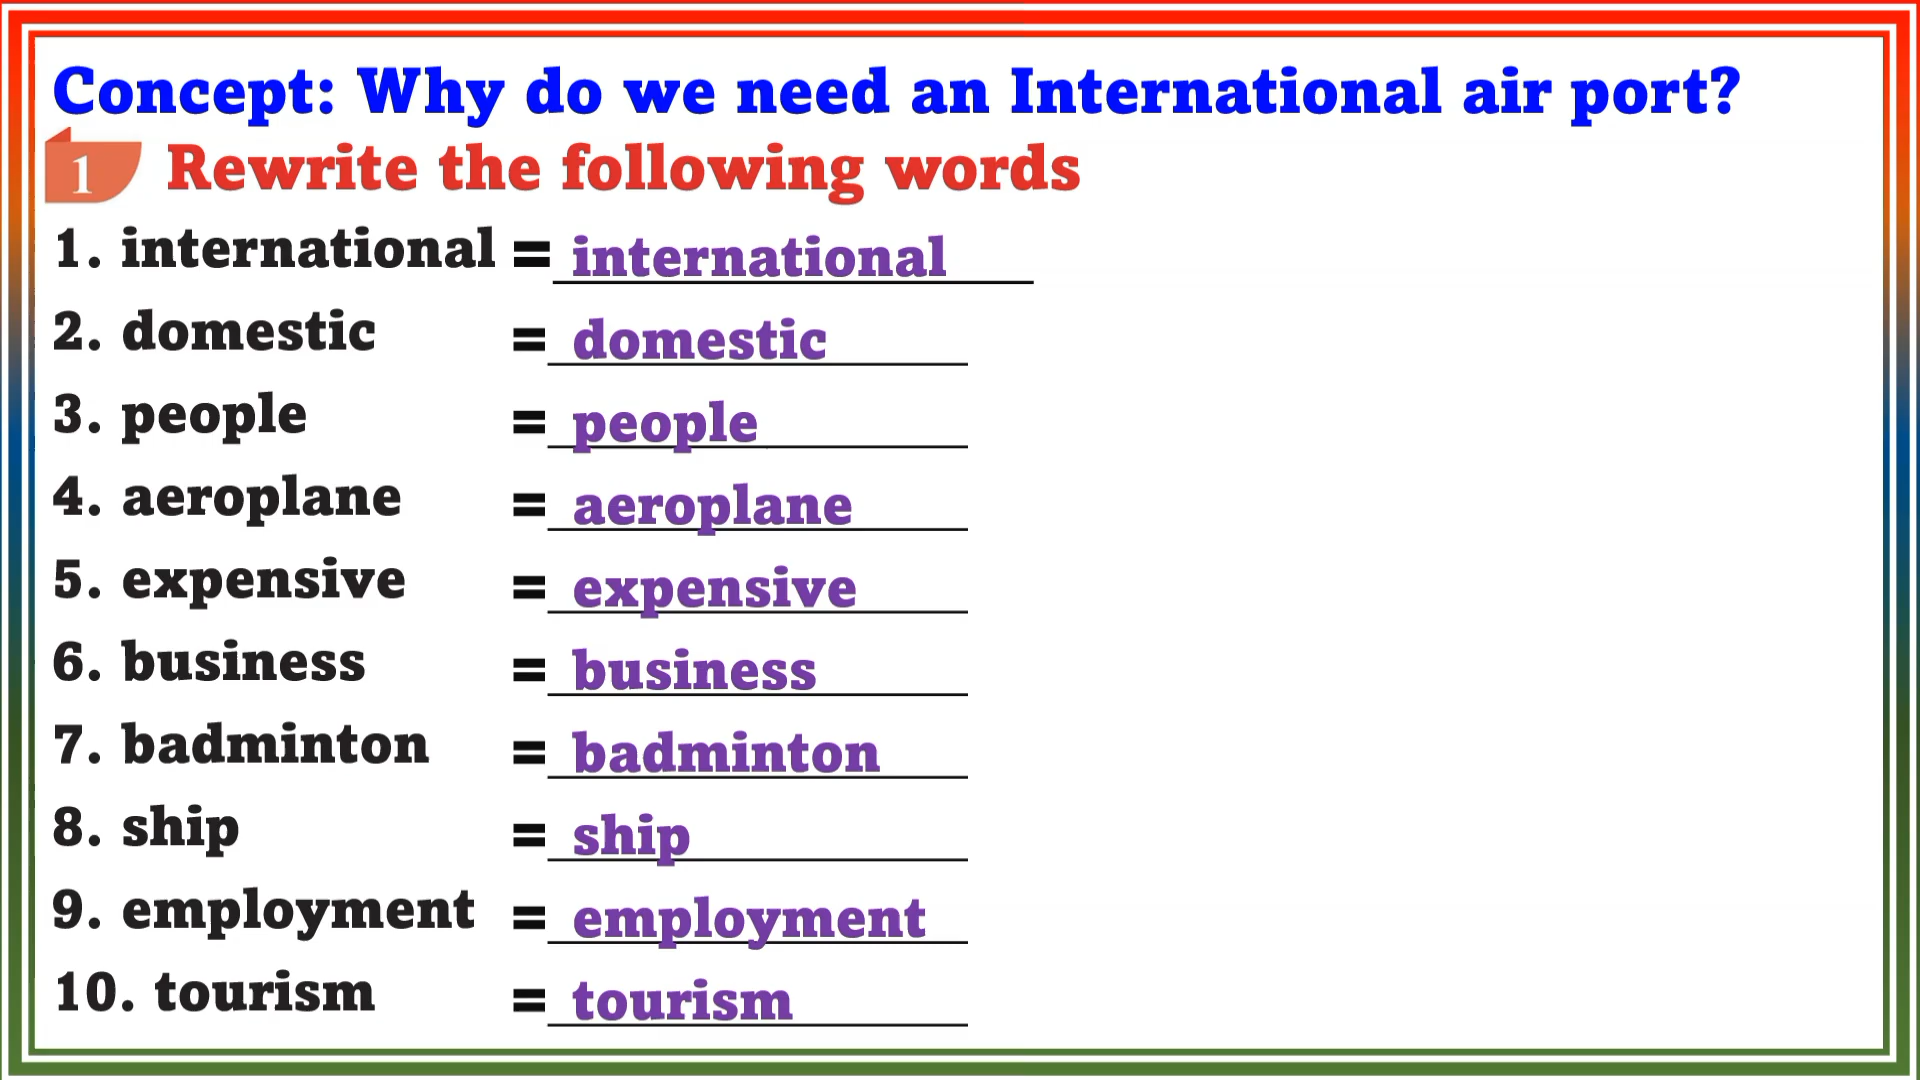 Concept: Why do we need an International air port?
1 Rewrite the following words
1. international = international
2. domestic = domestic
3. people = people
4. aeroplane = aeroplane
5. expensive = expensive
6. business = business
7. badminton = badminton
8. ship = ship
9. employment = employment
10. tourism = tourism